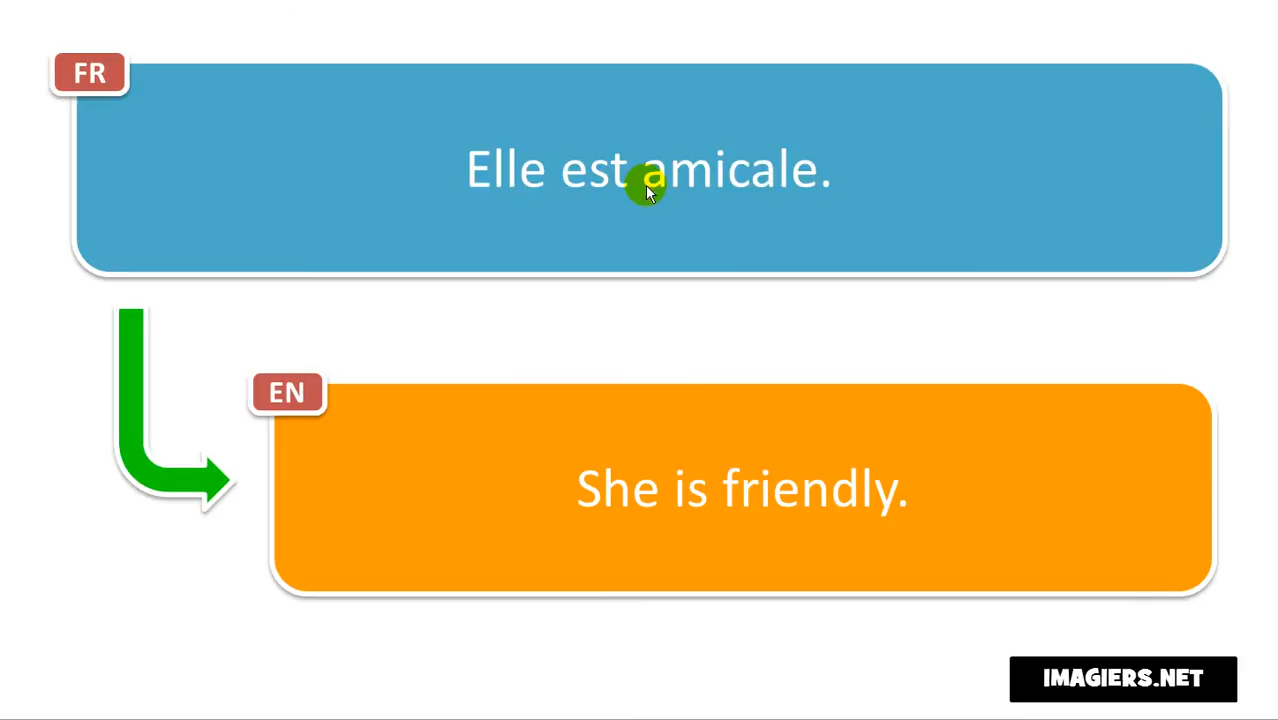 FR
Elle est amicale.
EN
She is friendly.
IMAGIERS.NET